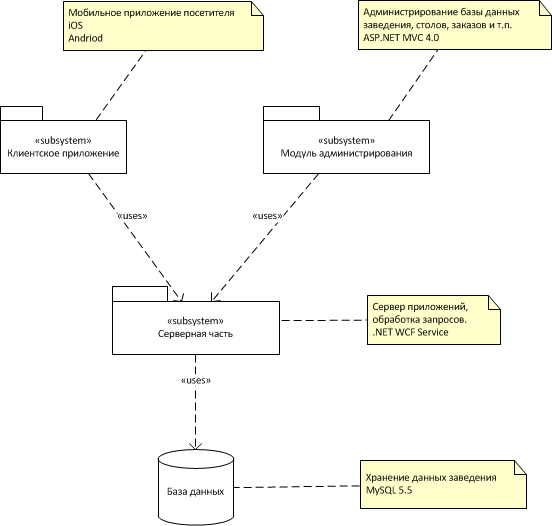 Мобильное приложение посетителя
iOS
Andriod
Администрирование базы данных
заведения, столов, заказов и т.п.
ASP.NET MVC 4.0
«subsystem»
Клиентское приложение
«subsystem»
Модуль администрирования
«uses»
«uses»
«subsystem»
Серверная часть
Сервер приложений,
обработка запросов.
.NET WCF Service
«uses»
База данных
Хранение данных заведения
MySQL 5.5